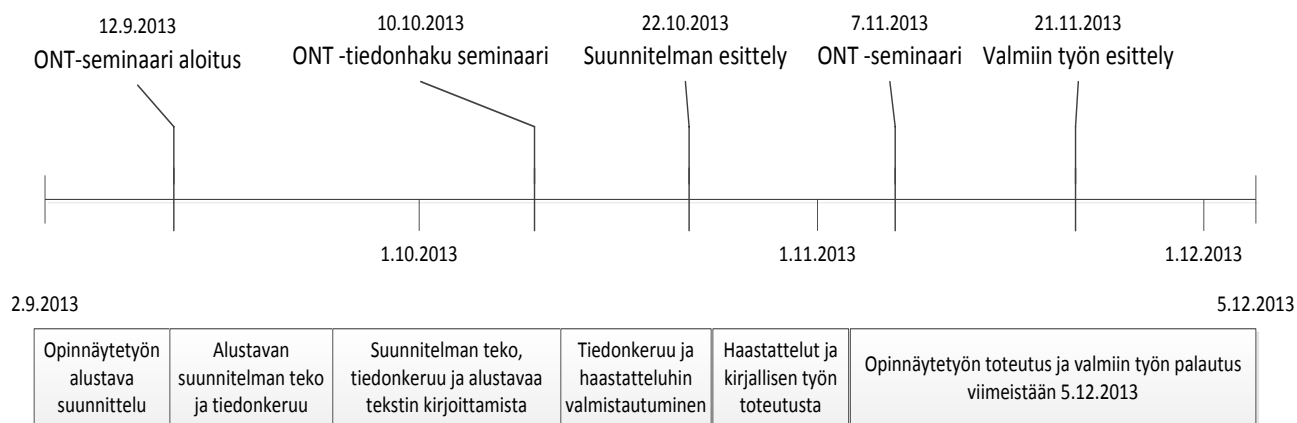 12.9.2013
ONT-seminaari aloitus
10.10.2013
ONT -tiedonhaku seminaari
22.10.2013
Suunnitelman esittely
7.11.2013
ONT -seminaari
21.11.2013
Valmiin työn esittely
1.10.2013
1.11.2013
1.12.2013
2.9.2013
5.12.2013
Opinnäytetyön
alustava
suunnittelu
Alustavan
suunnitelman teko
ja tiedonkeruu
Suunnitelman teko,
tiedonkeruu ja alustavaa
tekstin kirjoittamista
Tiedonkeruu ja
haastatteluhin
valmistautuminen
Haastattelut ja
kirjallisen työn
toteutusta
Opinnäytetyön toteutus ja valmiin työn palautus
viimeistään 5.12.2013